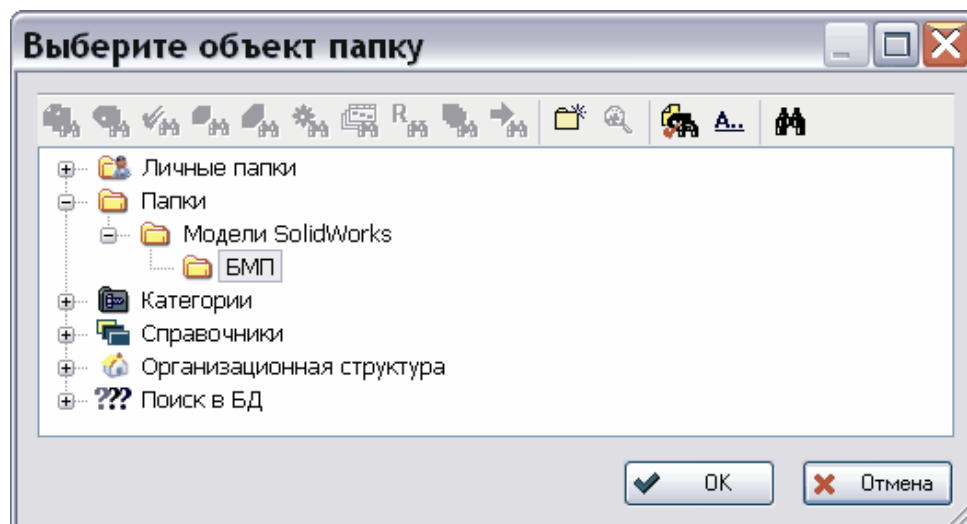 Выберите объект папку
R
A..
Личные папки
Папки
Модели SolidWorks
БМП
Категории
Справочники
Организационная структура
??? Поиск в БД
OK
Отмена